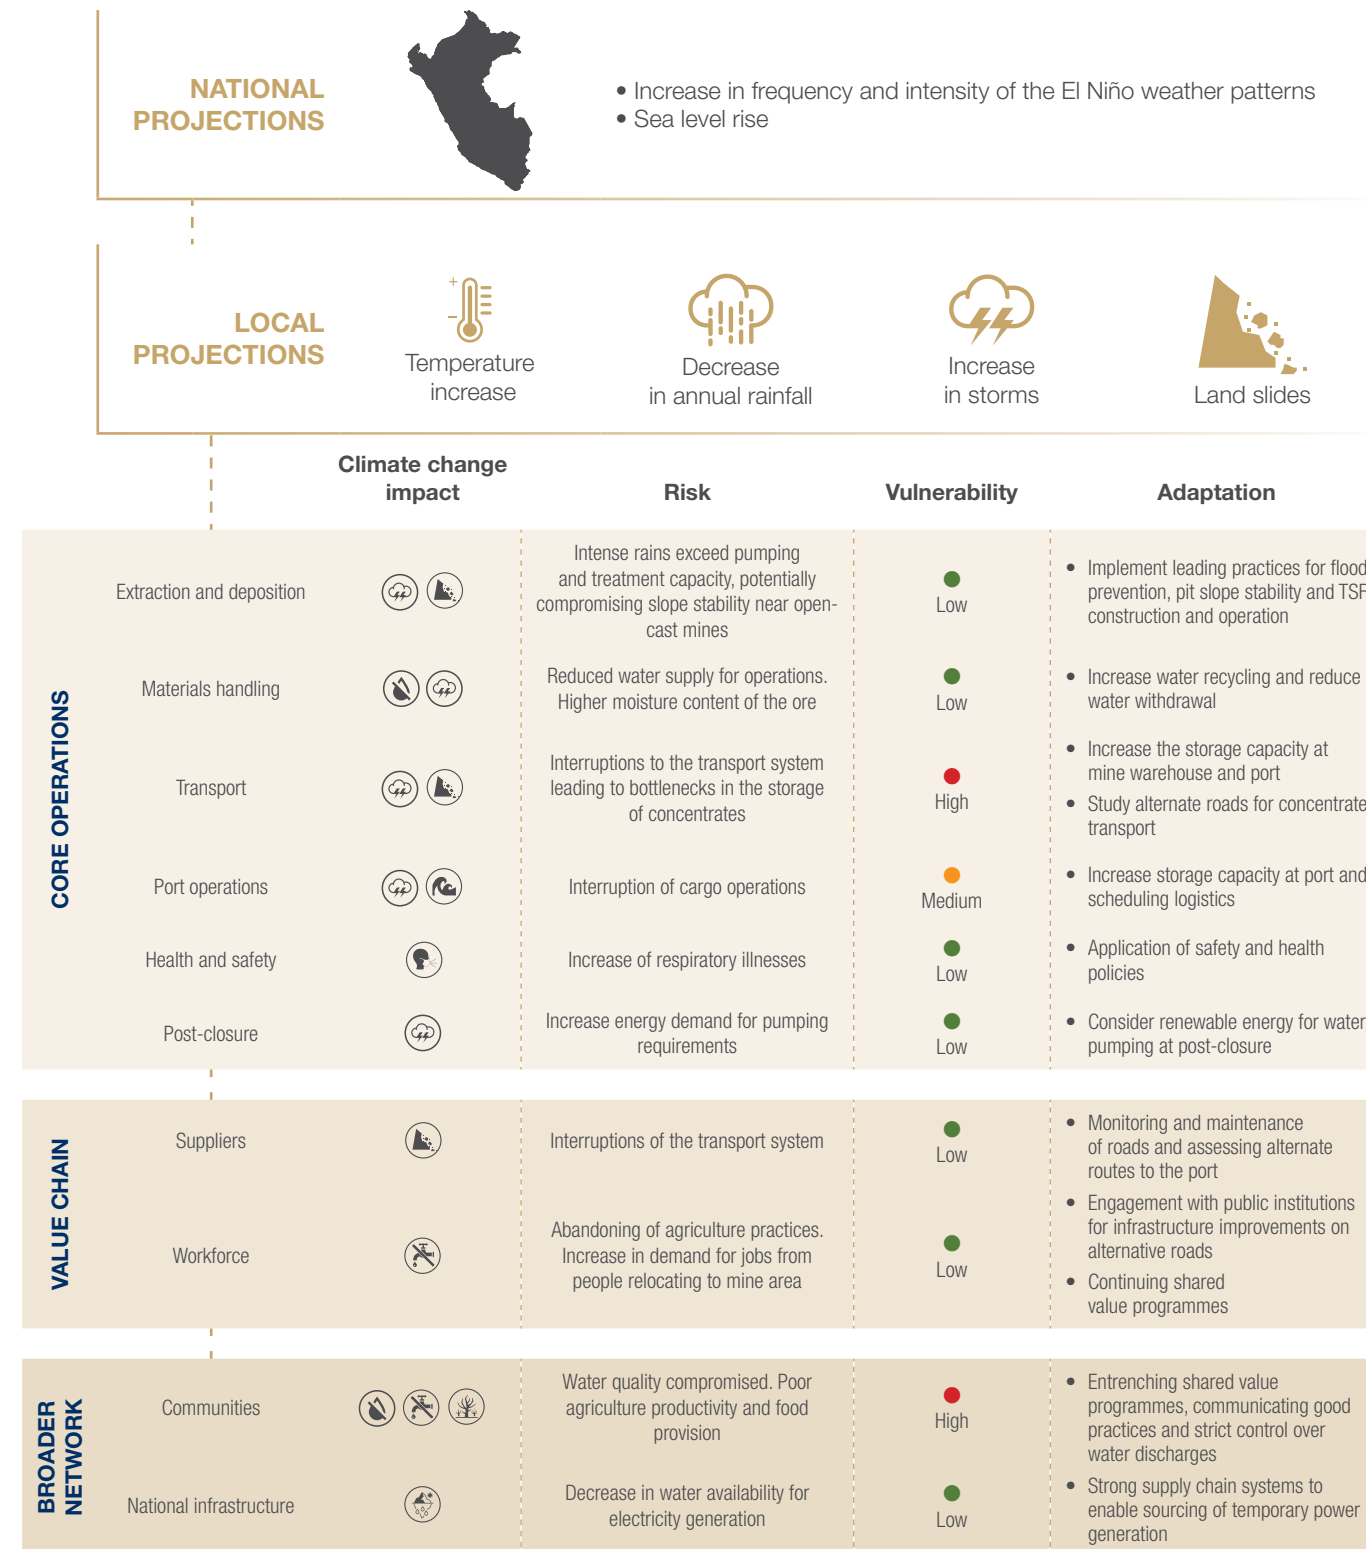 NATIONAL
PROJECTIONS
• Increase in frequency and intensity of the El Niño weather patterns
• Sea level rise
LOCAL
PROJECTIONS
Temperature
increase
Decrease
in annual rainfall
Increase
in storms
Land slides
Climate change
impact
Risk
Vulnerability
Adaptation
CORE OPERATIONS
Extraction and deposition
Intense rains exceed pumping
and treatment capacity, potentially
compromising slope stability near open-
cast mines
Low
• Implement leading practices for flood
prevention, pit slope stability and TSF
construction and operation
Materials handling
Reduced water supply for operations.
Higher moisture content of the ore
Low
• Increase water recycling and reduce
water withdrawal
Transport
Interruptions to the transport system
leading to bottlenecks in the storage
of concentrates
High
• Increase the storage capacity at
mine warehouse and port
• Study alternate roads for concentrate
transport
Port operations
Interruption of cargo operations
Medium
• Increase storage capacity at port and
scheduling logistics
Health and safety
Increase of respiratory illnesses
Low
• Application of safety and health
policies
Post-closure
Increase energy demand for pumping
requirements
Low
• Consider renewable energy for water
pumping at post-closure
VALUE CHAIN
Suppliers
Interruptions of the transport system
Low
• Monitoring and maintenance
of roads and assessing alternate
routes to the port
• Engagement with public institutions
for infrastructure improvements on
alternative roads
Workforce
Abandoning of agriculture practices.
Increase in demand for jobs from
people relocating to mine area
Low
• Continuing shared
value programmes
BROADER
NETWORK
Communities
Water quality compromised. Poor
agriculture productivity and food
provision
High
• Entrenching shared value
programmes, communicating good
practices and strict control over
water discharges
National infrastructure
Decrease in water availability for
electricity generation
Low
• Strong supply chain systems to
enable sourcing of temporary power
generation